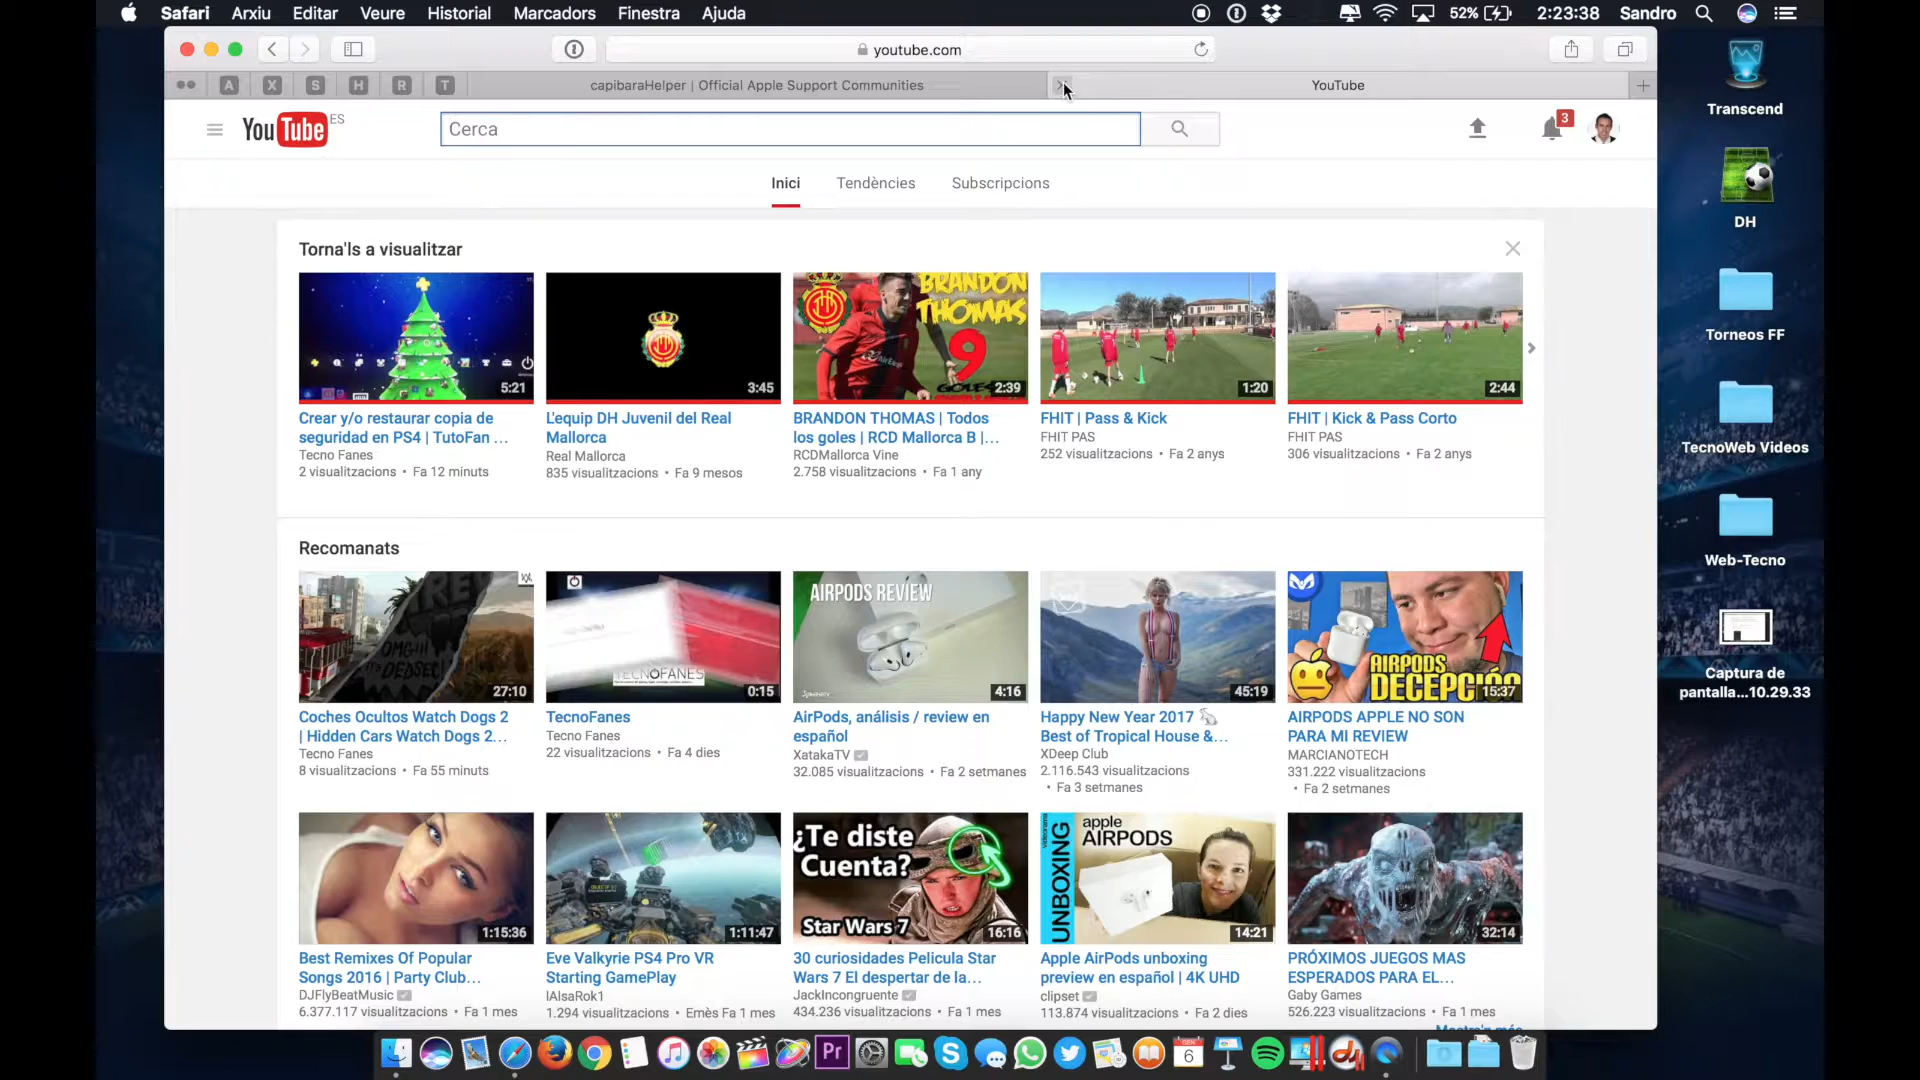 Safari Arxiu Editar Veure Historial Marcadors Finestra Ajuda 52% 2:23:38 Sandro
youtube.com
A X S H R T capibaraHelper | Official Apple Support Communities YouTube
YouTube ES Cerca 3
Inici Tendències Subscripcions
Torna'ls a visualitzar
5:21 3:45 BRANDON THOMAS 9 GOLES 2:39 1:20 2:44
Crear y/o restaurar copia de L'equip DH Juvenil del Real BRANDON THOMAS | Todos FHIT | Pass & Kick FHIT | Kick & Pass Corto
seguridad en PS4 | TutoFan ... Mallorca los goles | RCD Mallorca B |... FHIT PAS FHIT PAS
Tecno Fanes Real Mallorca RCDMallorca Vine 252 visualitzacions • Fa 2 anys 306 visualitzacions • Fa 2 anys
2 visualitzacions • Fa 12 minuts 835 visualitzacions • Fa 9 mesos 2.758 visualitzacions • Fa 1 any
Recomanats
OMG!!! IT'S DEDSEC! 27:10 TECNOFANES 0:15 AIRPODS REVIEW 4:16 45:19 AIRPODS DECEPCIÓN 15:37
Coches Ocultos Watch Dogs 2 TecnoFanes AirPods, análisis / review en Happy New Year 2017 🐇 AIRPODS APPLE NO SON
| Hidden Cars Watch Dogs 2... Tecno Fanes español Best of Tropical House &... PARA MI REVIEW
Tecno Fanes 22 visualitzacions • Fa 4 dies XatakaTV XDeep Club MARCIANOTECH
8 visualitzacions • Fa 55 minuts 32.085 visualitzacions • Fa 2 setmanes 2.116.543 visualitzacions 331.222 visualitzacions
• Fa 3 setmanes • Fa 2 setmanes
1:15:36 1:11:47 ¿Te diste Cuenta? Star Wars 7 16:16 UNBOXING apple AIRPODS 14:21 32:14
Best Remixes Of Popular Eve Valkyrie PS4 Pro VR 30 curiosidades Pelicula Star Apple AirPods unboxing PRÓXIMOS JUEGOS MAS
Songs 2016 | Party Club... Starting GamePlay Wars 7 El despertar de la... preview en español | 4K UHD ESPERADOS PARA EL...
DJFlyBeatMusic IAlsaRok1 JackIncongruente clipset Gaby Games
6.377.117 visualitzacions • Fa 1 mes 1.294 visualitzacions • Emès Fa 1 mes 434.236 visualitzacions • Fa 1 mes 113.874 visualitzacions • Fa 2 dies 526.223 visualitzacions • Fa 1 mes
Mostra'n més
Transcend
DH
Torneos FF
TecnoWeb Videos
Web-Tecno
Captura de
pantalla...10.29.33
Pr GEN 6